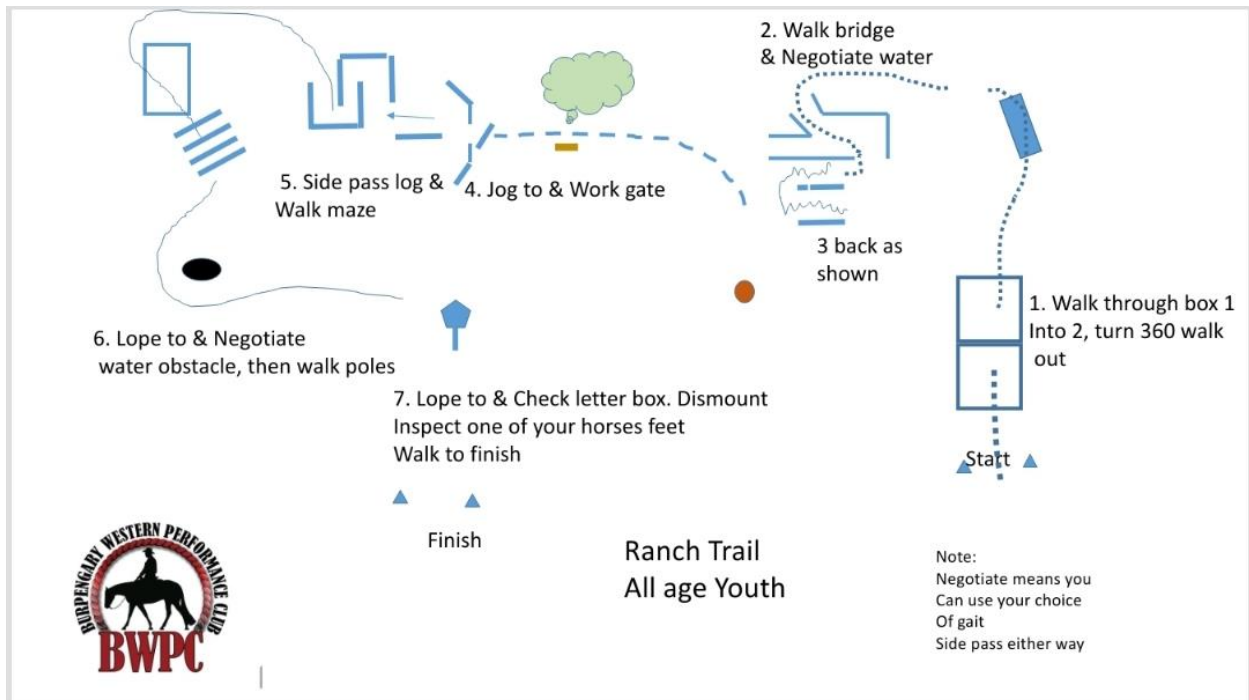 2. Walk bridge
& Negotiate water
5. Side pass log &
Walk maze
4. Jog to & Work gate
3 back as
shown
1. Walk through box 1
Into 2, turn 360 walk
out
6. Lope to & Negotiate
water obstacle, then walk poles
7. Lope to & Check letter box. Dismount
Inspect one of your horses feet
Walk to finish
Start
Finish
Ranch Trail
All age Youth
Note:
Negotiate means you
Can use your choice
Of gait
Side pass either way
BURPENGARY WESTERN PERFORMANCE CLUB
BWPC